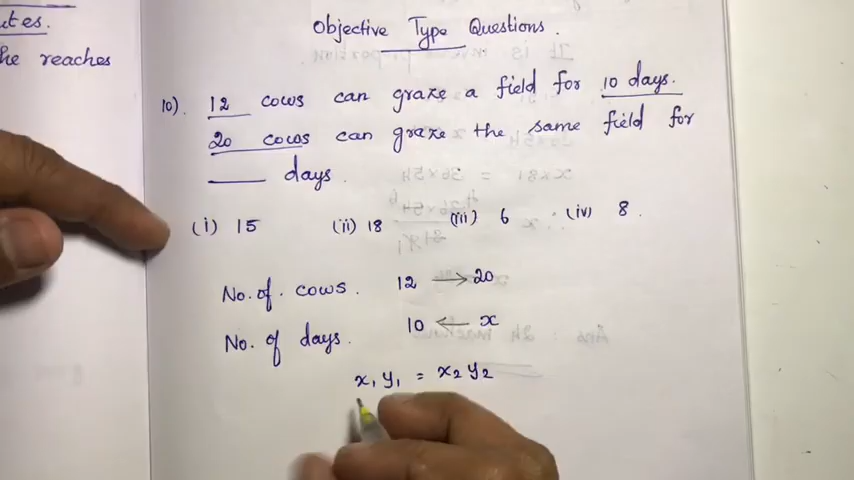 utes.
he reaches
Objective Type Questions.
10). 12 cows can graze a field for 10 days.
20 cows can graze the same field for
____ days.
(i) 15 (ii) 18 (iii) 6 (iv) 8.
No. of. cows. 12 → 20
No. of days. 10 ← x
x₁ y₁ = x₂ y₂